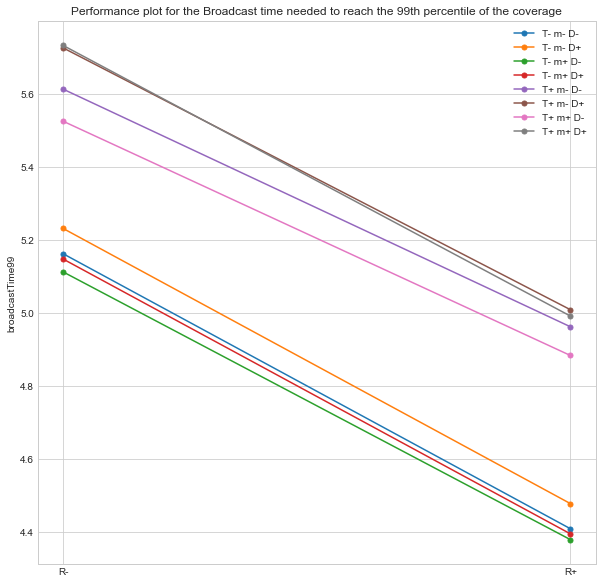 Performance plot for the Broadcast time needed to reach the 99th percentile of the coverage
T- m- D-
T- m- D+
T- m+ D-
T- m+ D+
T+ m- D-
T+ m- D+
T+ m+ D-
T+ m+ D+
5.6
5.4
5.2
5.0
4.8
4.6
4.4
broadcastTime99
R- R+